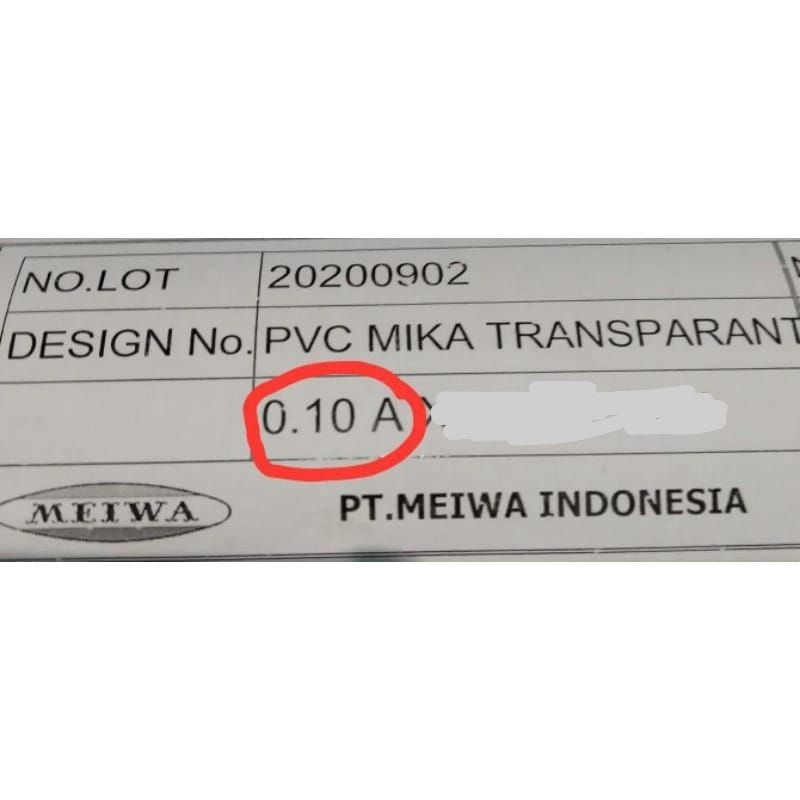 NO.LOT 20200902
DESIGN No. PVC MIKA TRANSPARANT
0.10 A X
MEIWA PT.MEIWA INDONESIA